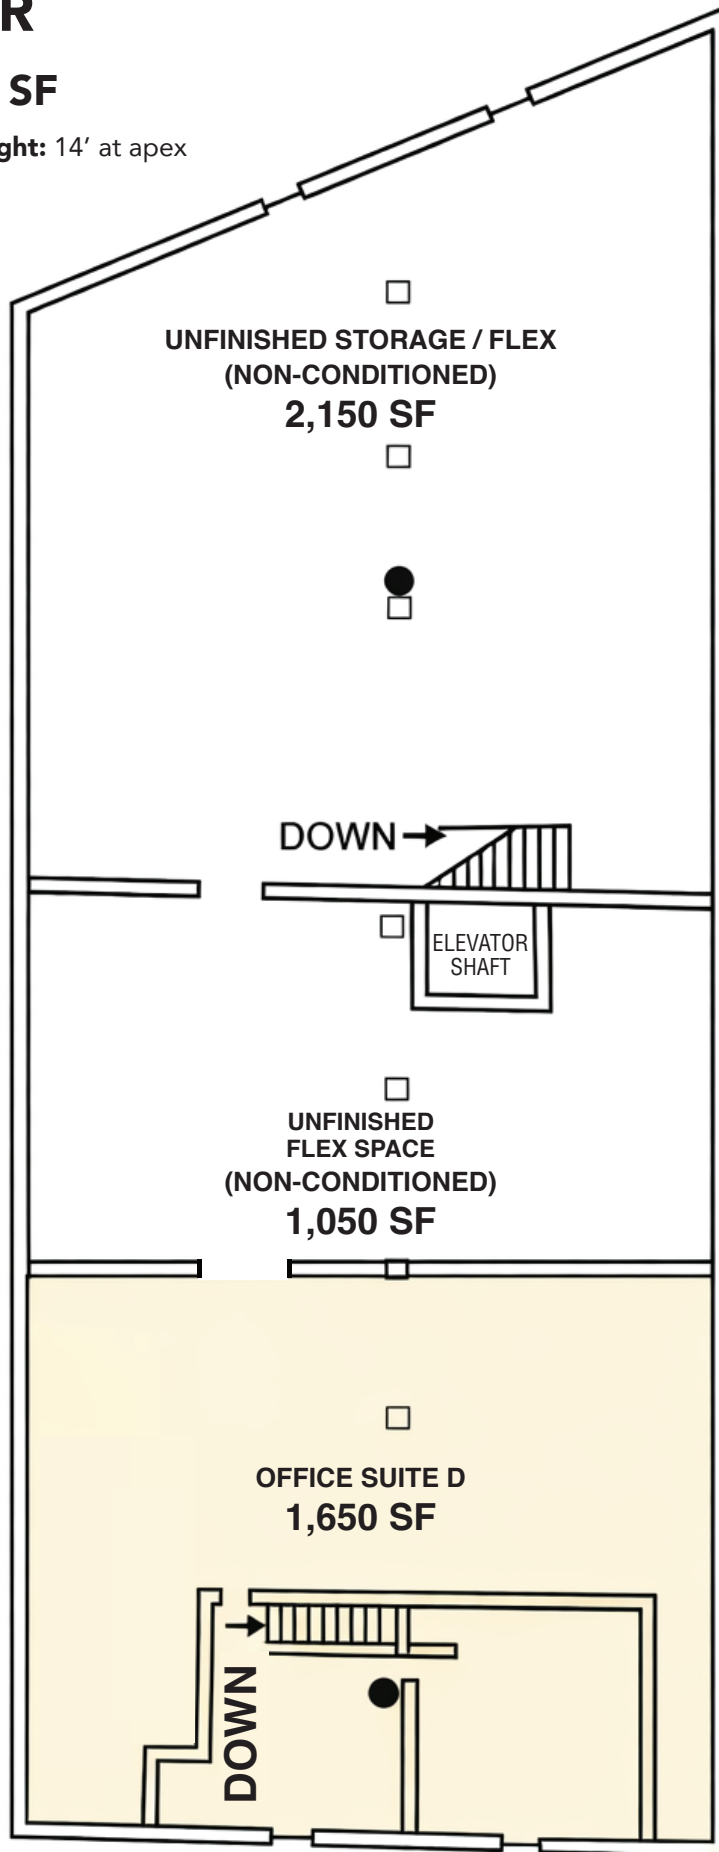 R
SF
ght: 14’ at apex
UNFINISHED STORAGE / FLEX
(NON-CONDITIONED)
2,150 SF
DOWN
ELEVATOR
SHAFT
UNFINISHED
FLEX SPACE
(NON-CONDITIONED)
1,050 SF
OFFICE SUITE D
1,650 SF
DOWN